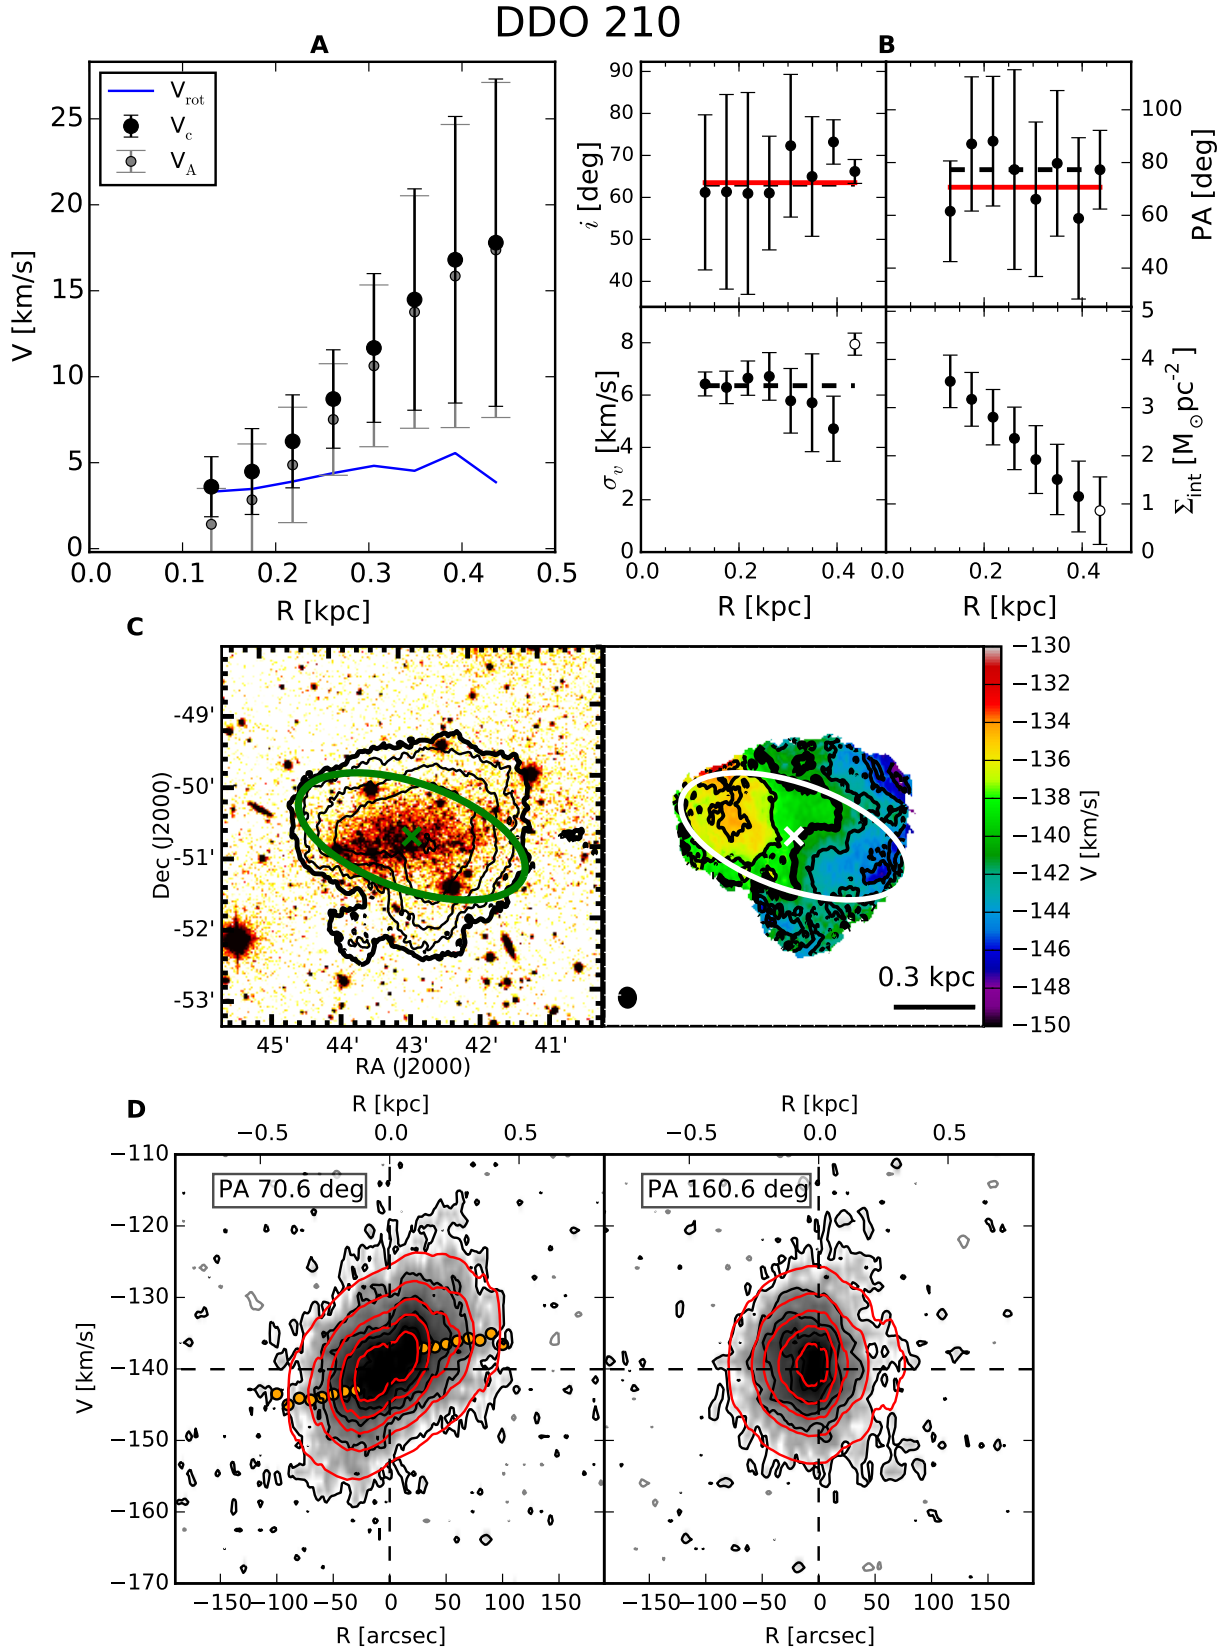 DDO 210
A
B
V_rot
V_c
V_A
V [km/s]
25
20
15
10
5
0
0.0 0.1 0.2 0.3 0.4 0.5
R [kpc]
i [deg]
90
80
70
60
50
40
PA [deg]
100
80
60
40
σ_v [km/s]
8
6
4
2
0
Σ_int [M_⊙pc^-2]
5
5
4
3
2
1
0
0.0 0.2 0.4
0.0 0.2 0.4
R [kpc]
R [kpc]
C
Dec (J2000)
-49'
-50'
-51'
-52'
-53'
45' 44' 43' 42' 41'
RA (J2000)
0.3 kpc
−130
−132
−134
−136
−138
−140
−142
−144
−146
−148
−150
V [km/s]
D
R [kpc]
R [kpc]
−0.5 0.0 0.5
−0.5 0.0 0.5
PA 70.6 deg
PA 160.6 deg
V [km/s]
−110
−120
−130
−140
−150
−160
−170
−150 −100 −50 0 50 100 150
−150 −100 −50 0 50 100 150
R [arcsec]
R [arcsec]